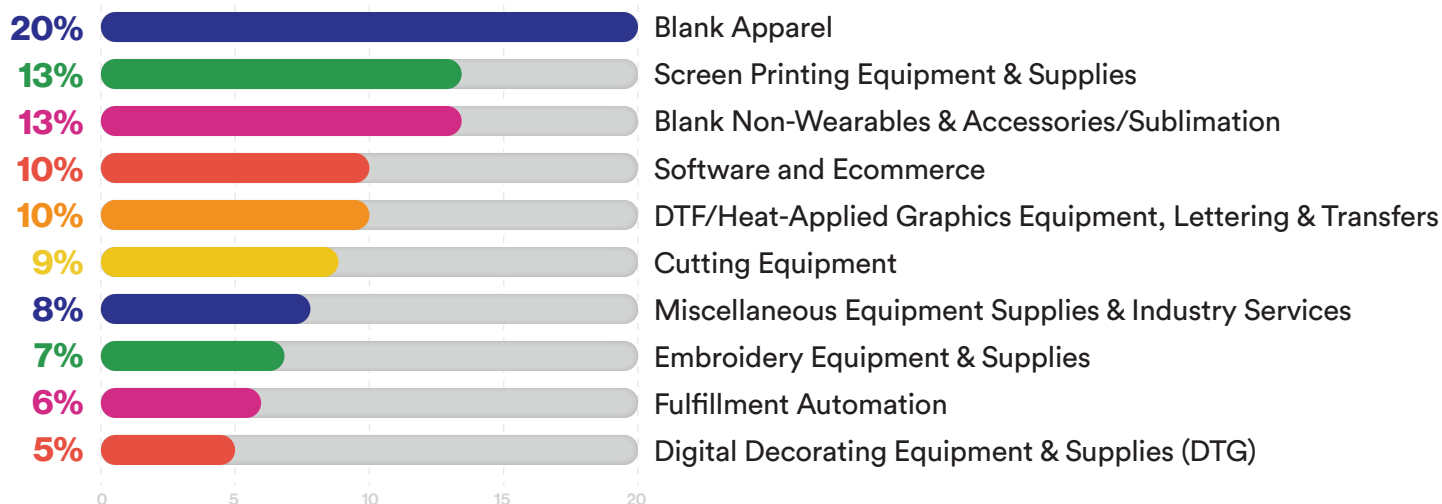 20% Blank Apparel
13% Screen Printing Equipment & Supplies
13% Blank Non-Wearables & Accessories/Sublimation
10% Software and Ecommerce
10% DTF/Heat-Applied Graphics Equipment, Lettering & Transfers
9% Cutting Equipment
8% Miscellaneous Equipment Supplies & Industry Services
7% Embroidery Equipment & Supplies
6% Fulfillment Automation
5% Digital Decorating Equipment & Supplies (DTG)
0 5 10 15 20